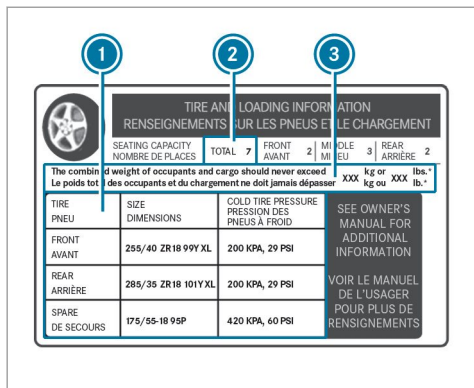 1
2
3
TIRE AND LOADING INFORMATION
RENSEIGNEMENTS SUR LES PNEUS ET LE CHARGEMENT
SEATING CAPACITY
NOMBRE DE PLACES
TOTAL 7
FRONT
AVANT 2
MIDDLE
MILIEU 3
REAR
ARRIÈRE 2
The combined weight of occupants and cargo should never exceed XXX kg or XXX lbs.*
Le poids total des occupants et du chargement ne doit jamais dépasser XXX kg ou XXX lb.*
TIRE
PNEU
SIZE
DIMENSIONS
COLD TIRE PRESSURE
PRESSION DES
PNEUS À FROID
FRONT
AVANT
255/40 ZR18 99Y XL
200 KPA, 29 PSI
REAR
ARRIÈRE
285/35 ZR18 101Y XL
200 KPA, 29 PSI
SPARE
DE SECOURS
175/55-18 95P
420 KPA, 60 PSI
SEE OWNER'S
MANUAL FOR
ADDITIONAL
INFORMATION
VOIR LE MANUEL
DE L'USAGER
POUR PLUS DE
RENSIGNEMENTS